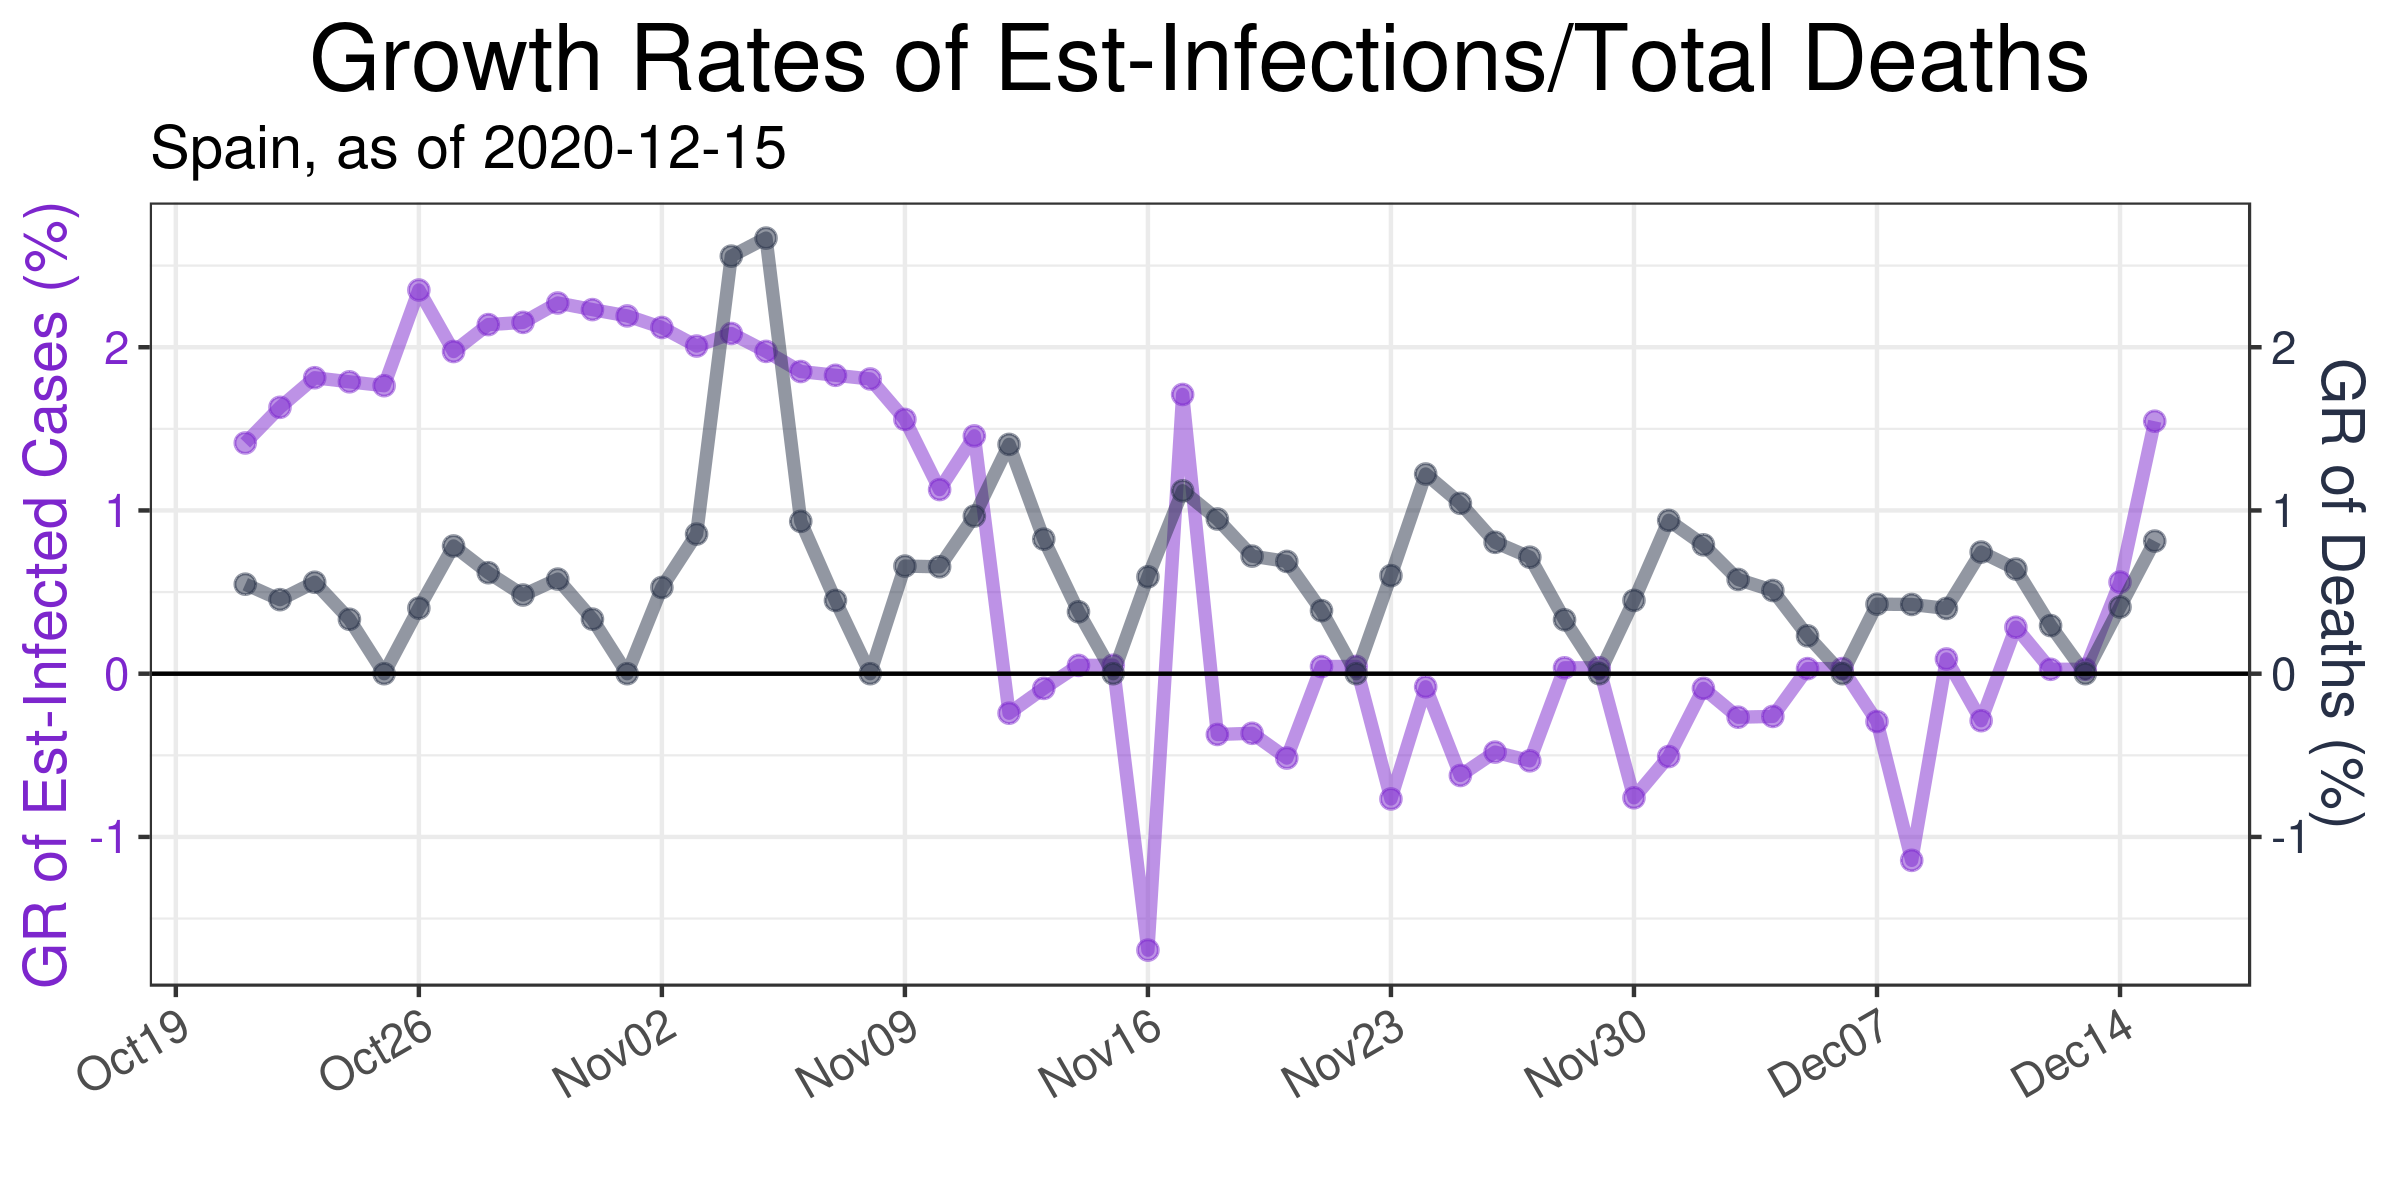 Growth Rates of Est-Infections/Total Deaths
Spain, as of 2020-12-15
GR of Est-Infected Cases (%)
2
1
0
-1
2
1
0
-1
GR of Deaths (%)
Oct19
Oct26
Nov02
Nov09
Nov16
Nov23
Nov30
Dec07
Dec14